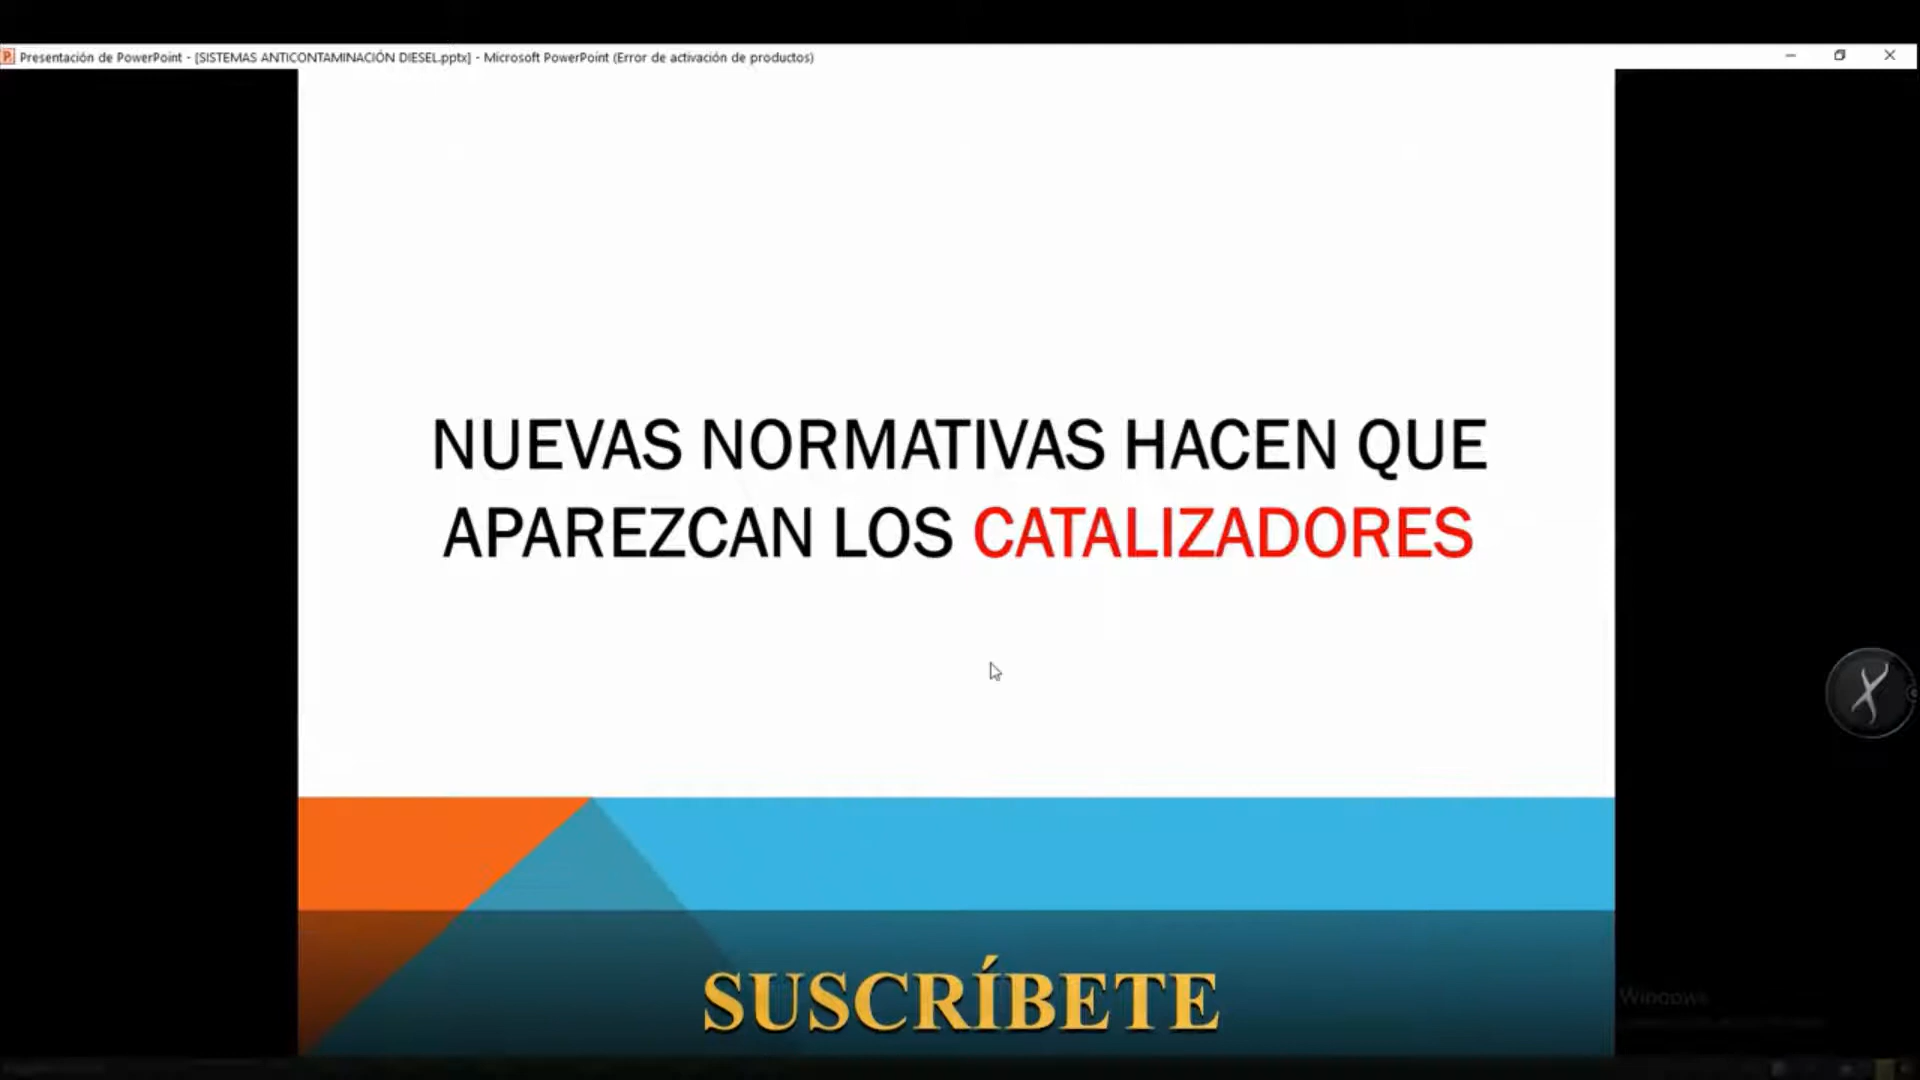 Presentación de PowerPoint - [SISTEMAS ANTICONTAMINACIÓN DIESEL.pptx] - Microsoft PowerPoint (Error de activación de productos)
NUEVAS NORMATIVAS HACEN QUE
APAREZCAN LOS CATALIZADORES
SUSCRÍBETE
Windows